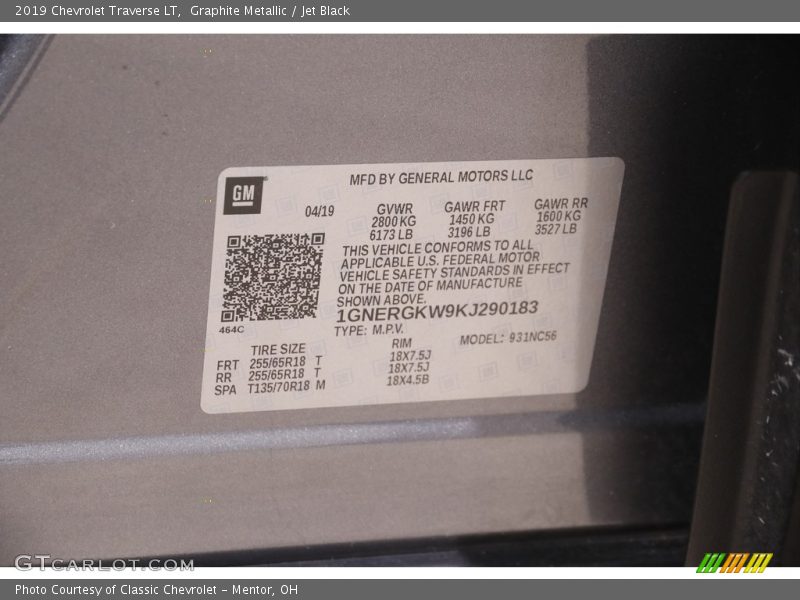 2019 Chevrolet Traverse LT, Graphite Metallic / Jet Black
GM
MFD BY GENERAL MOTORS LLC
04/19 GVWR GAWR FRT GAWR RR
2800 KG 1450 KG 1600 KG
6173 LB 3196 LB 3527 LB
THIS VEHICLE CONFORMS TO ALL
APPLICABLE U.S. FEDERAL MOTOR
VEHICLE SAFETY STANDARDS IN EFFECT
ON THE DATE OF MANUFACTURE
SHOWN ABOVE.
1GNERGKW9KJ290183
464C
TYPE: M.P.V. MODEL: 931NC56
TIRE SIZE RIM
FRT 255/65R18 T 18X7.5J
RR 255/65R18 T 18X7.5J
SPA T135/70R18 M 18X4.5B
GTCARLOT.COM
Photo Courtesy of Classic Chevrolet - Mentor, OH